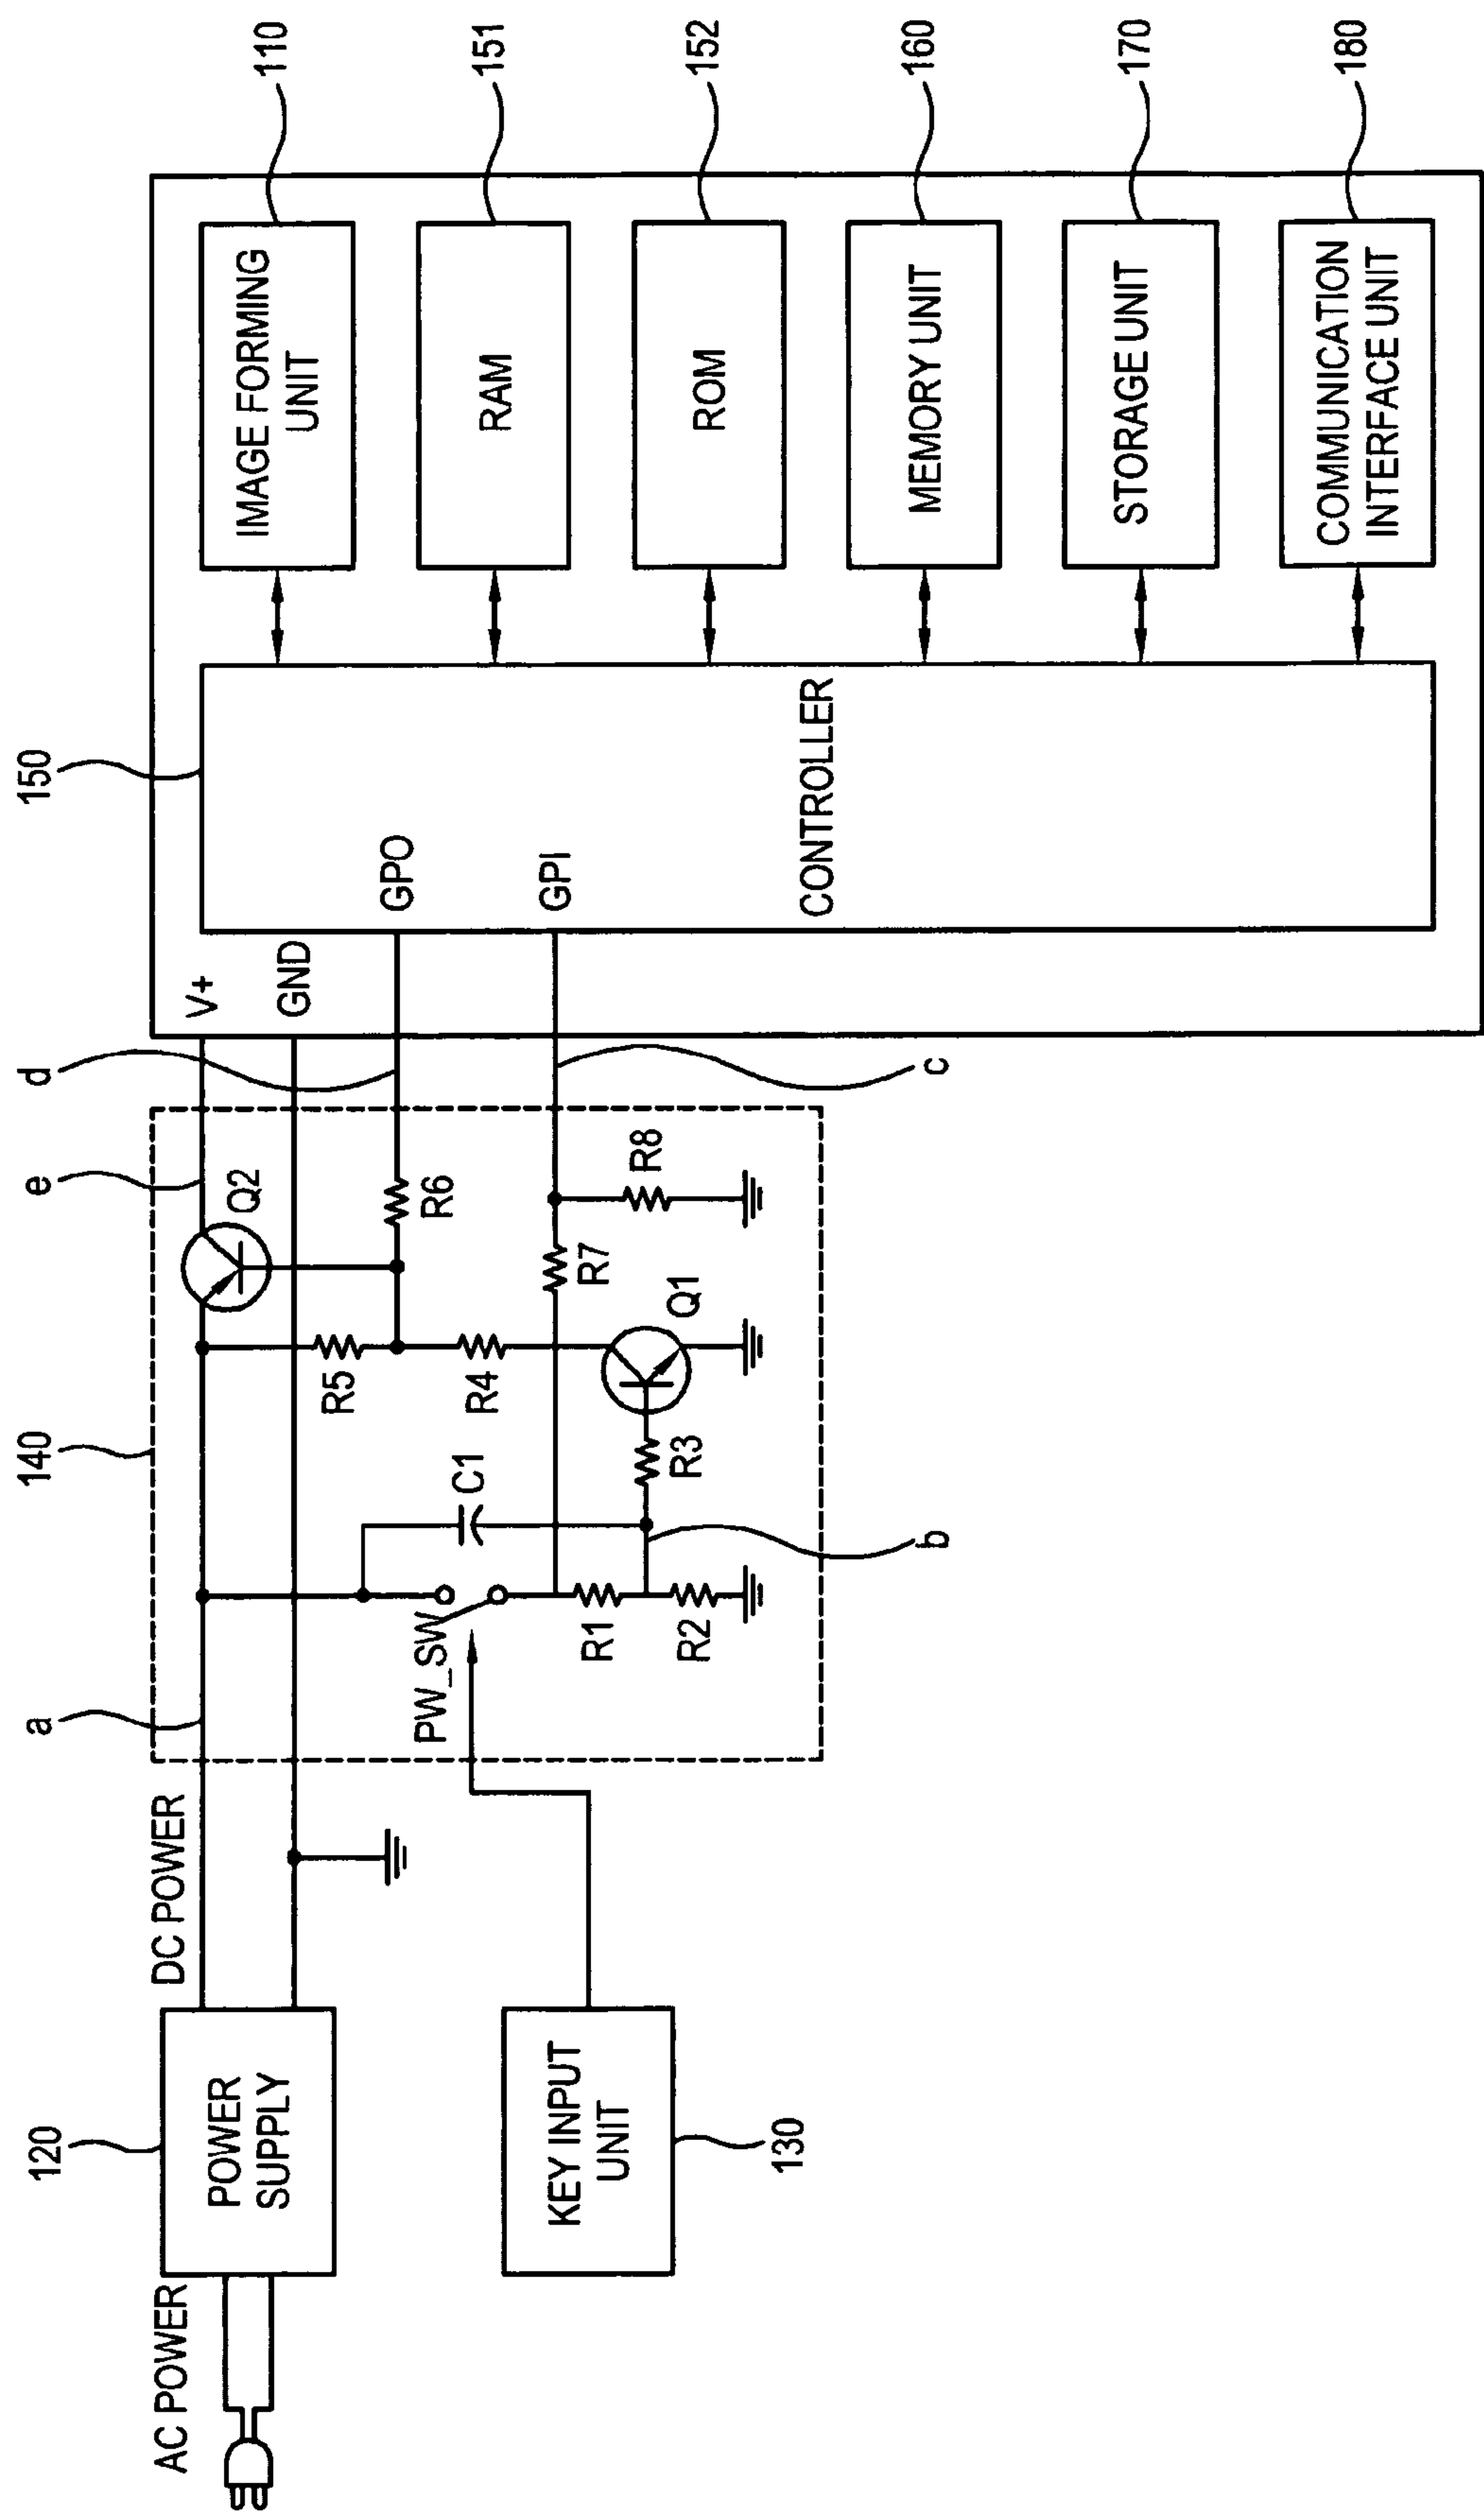 AC POWER
120
POWER
SUPPLY
DC POWER
KEY INPUT
UNIT
130
140
a
PW_SW
C1
R1
R2
b
R3
Q1
R4
R5
R6
R7
R8
Q2
e
d
c
V+
GND
GPO
GPI
150
CONTROLLER
IMAGE FORMING
UNIT
110
RAM
151
ROM
152
MEMORY UNIT
160
STORAGE UNIT
170
COMMUNICATION
INTERFACE UNIT
180